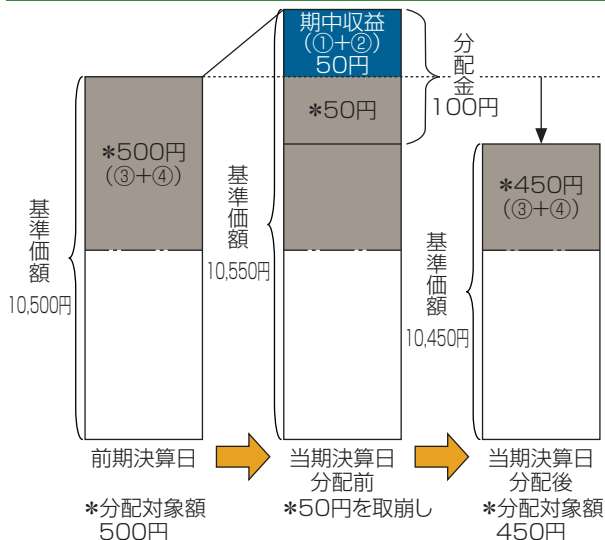 期中収益
(①+②)
50円
分配金
100円
*50円
*500円
(③+④)
*450円
(③+④)
基準価額
10,500円
基準価額
10,550円
基準価額
10,450円
前期決算日
当期決算日
分配前
当期決算日
分配後
*分配対象額
500円
*50円を取崩し
*分配対象額
450円